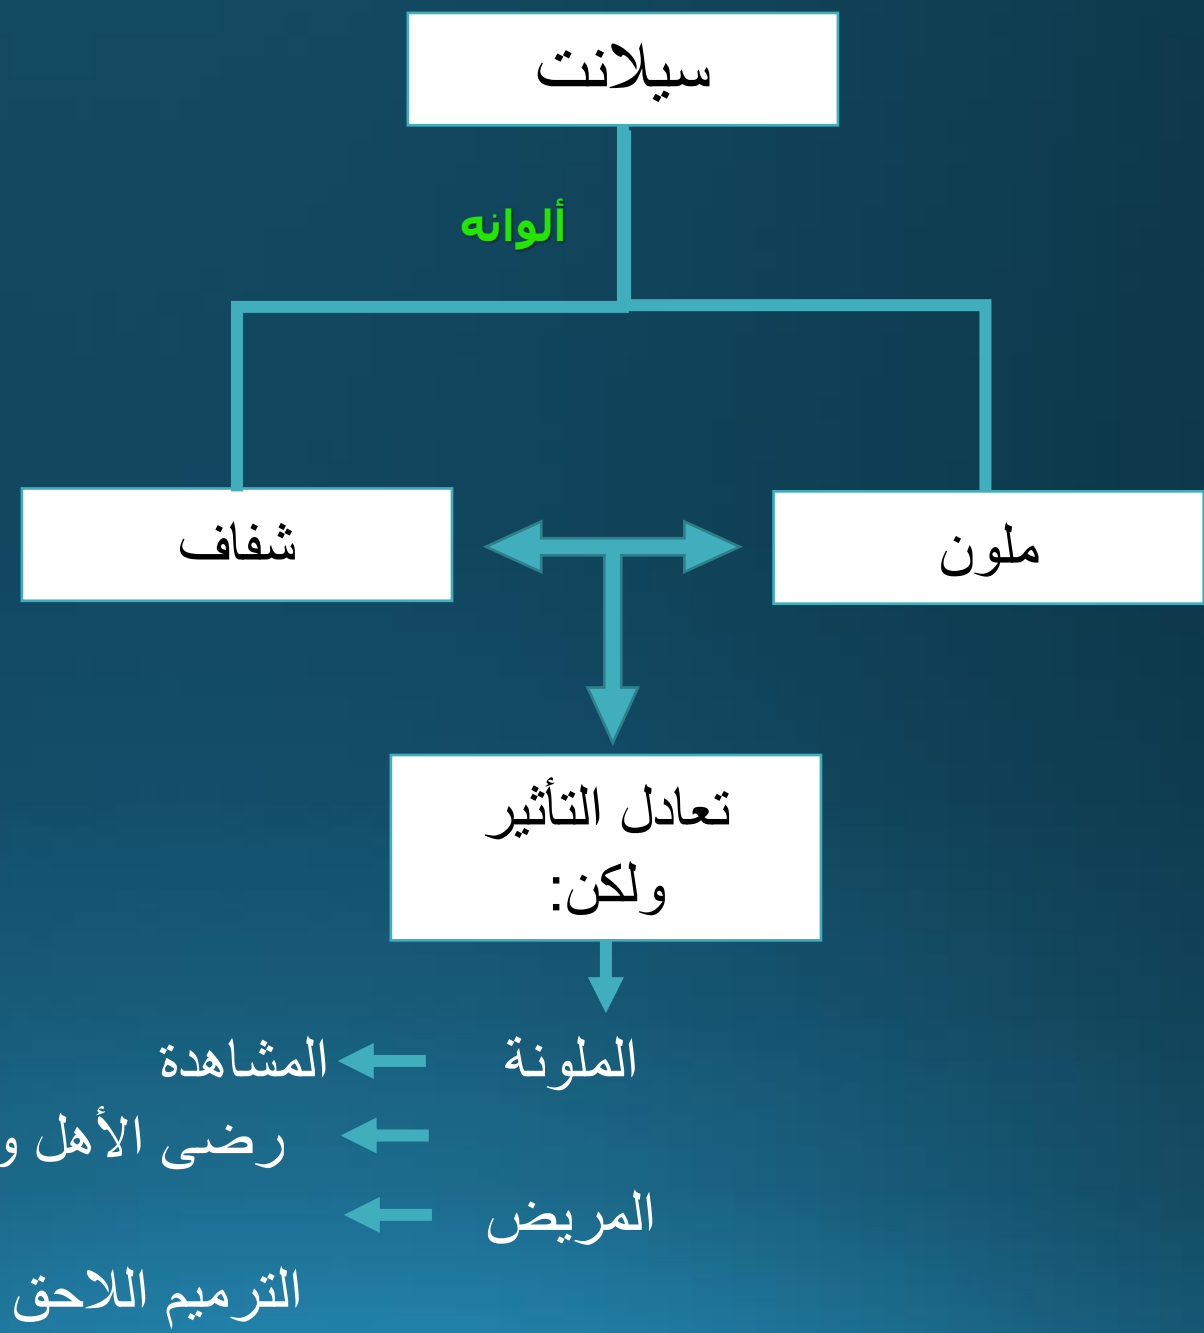 سيلانت
ألوانه
ملون
شفاف
تعادل التأثير
ولكن:
الملونة المشاهدة
رضى الأهل و
المريض
الترميم اللاحق